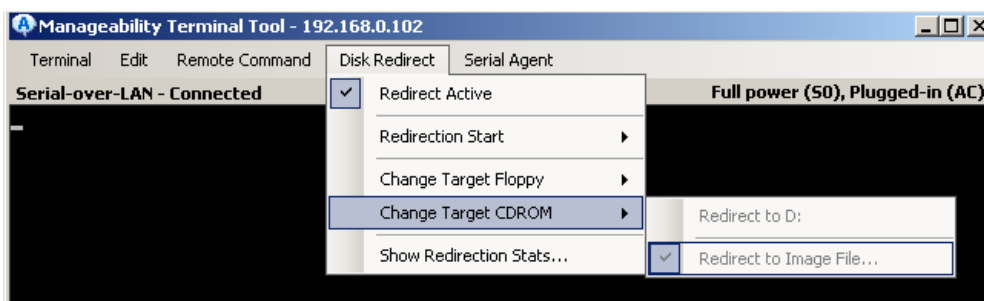 Manageability Terminal Tool - 192.168.0.102
Terminal Edit Remote Command Disk Redirect Serial Agent
Serial-over-LAN - Connected
Full power (S0), Plugged-in (AC)
Redirect Active
Redirection Start
Change Target Floppy
Change Target CDROM
Redirect to D:
Show Redirection Stats...
Redirect to Image File...